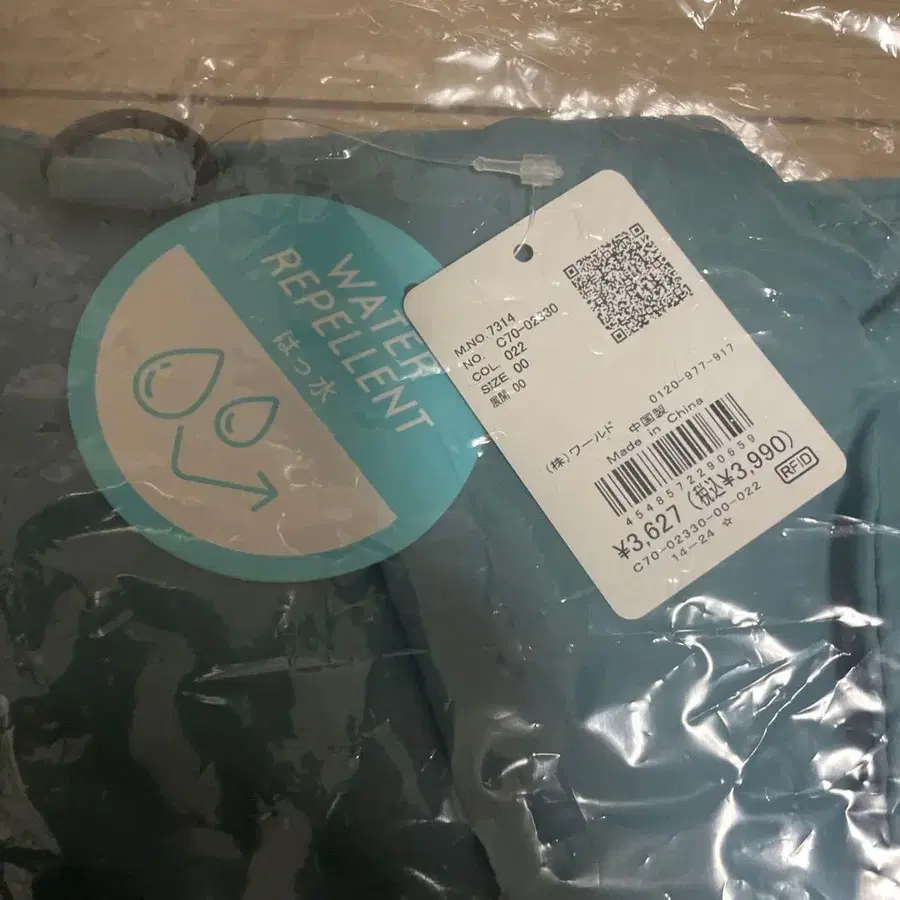 WATER
REPELLENT
はっ水
M.NO. 7314
NO. C70-02330
COL. 022
SIZE 00
展開 00
0120-977-917
(株)ワールド 中国製
Made in China
4548572290659
¥3,627 (税込¥3,990)
RFID
C70-02330-00-022
14-24 ☆